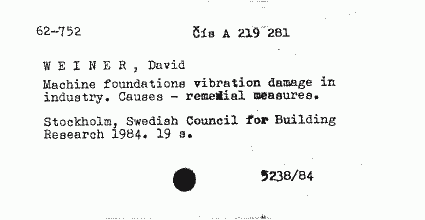 62-752 Čís A 219 281
W E I N E R , David
Machine foundations vibration damage in
industry. Causes - remedial measures.
Stockholm, Swedish Council for Building
Research 1984. 19 s.
5238/84